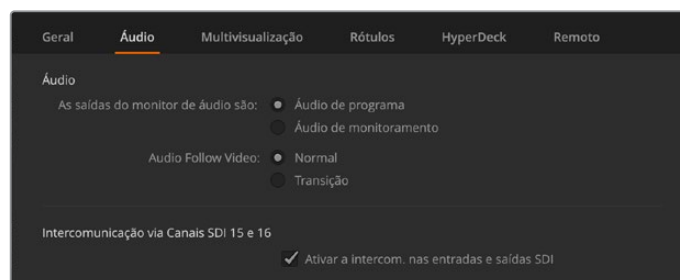 Geral Áudio Multivisualização Rótulos HyperDeck Remoto
Áudio
As saídas do monitor de áudio são: Áudio de programa
Áudio de monitoramento
Audio Follow Video: Normal
Transição
Intercomunicação via Canais SDI 15 e 16
Ativar a intercom. nas entradas e saídas SDI